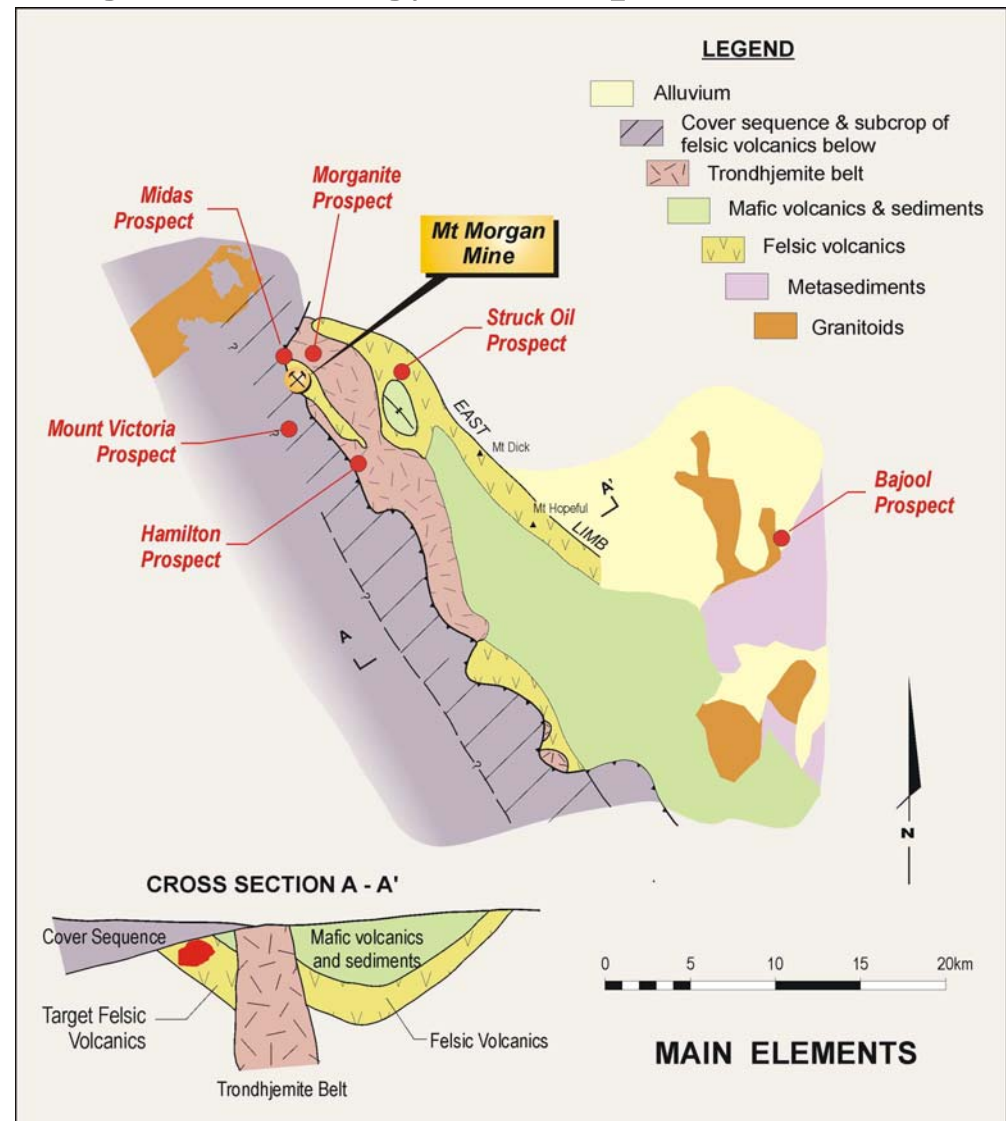 LEGEND
Alluvium
Cover sequence & subcrop of
felsic volcanics below
Trondhjemite belt
Mafic volcanics & sediments
Felsic volcanics
Metasediments
Granitoids
Morganite
Prospect
Midas
Prospect
Mt Morgan
Mine
Struck Oil
Prospect
Mount Victoria
Prospect
Hamilton
Prospect
Bajool
Prospect
EAST
LIMB
Mt Dick
Mt Hopeful
A'
A
?
?
?
?
?
N
CROSS SECTION A - A'
Cover Sequence
Mafic volcanics
and sediments
Target Felsic
Volcanics
Felsic Volcanics
Trondhjemite Belt
0 5 10 15 20km
MAIN ELEMENTS